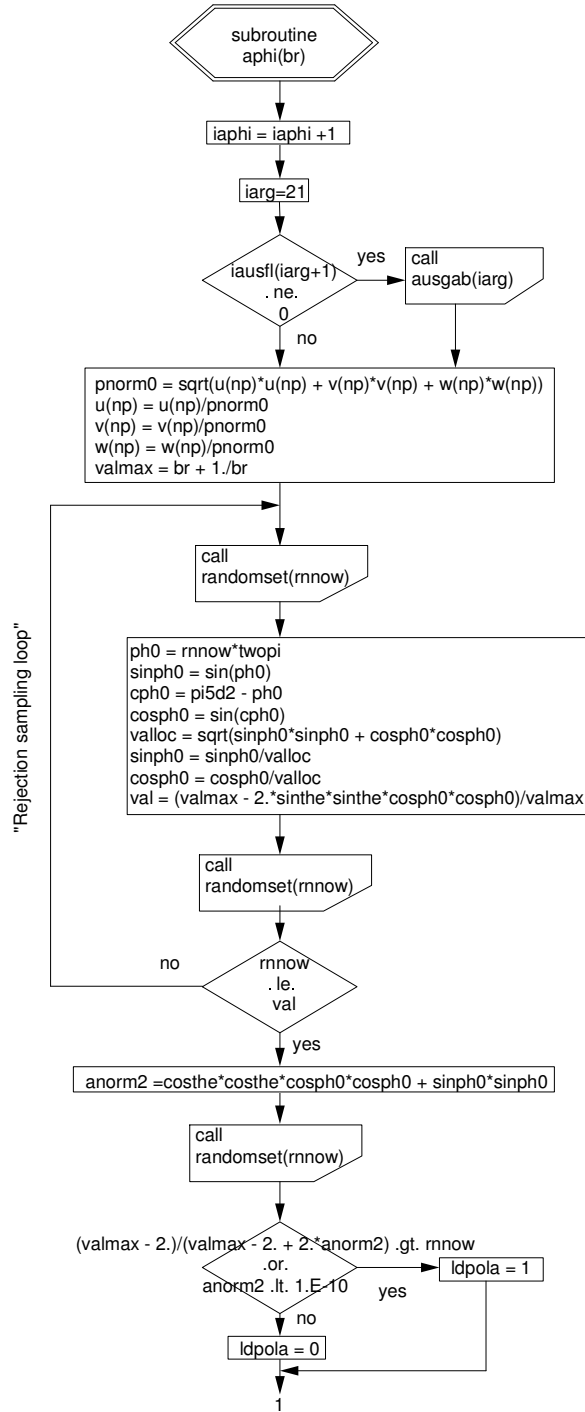 subroutine
aphi(br)
iaphi = iaphi +1
iarg=21
iausfl(iarg+1)
. ne.
0
yes
call
ausgab(iarg)
no
pnorm0 = sqrt(u(np)*u(np) + v(np)*v(np) + w(np)*w(np))
u(np) = u(np)/pnorm0
v(np) = v(np)/pnorm0
w(np) = w(np)/pnorm0
valmax = br + 1./br
call
randomset(rnnow)
"Rejection sampling loop"
ph0 = rnnow*twopi
sinph0 = sin(ph0)
cph0 = pi5d2 - ph0
cosph0 = sin(cph0)
valloc = sqrt(sinph0*sinph0 + cosph0*cosph0)
sinph0 = sinph0/valloc
cosph0 = cosph0/valloc
val = (valmax - 2.*sinthe*sinthe*cosph0*cosph0)/valmax
call
randomset(rnnow)
no
rnnow
. le.
val
yes
anorm2 =costhe*costhe*cosph0*cosph0 + sinph0*sinph0
call
randomset(rnnow)
(valmax - 2.)/(valmax - 2. + 2.*anorm2) .gt. rnnow
.or.
anorm2 .lt. 1.E-10
yes
ldpola = 1
no
ldpola = 0
1